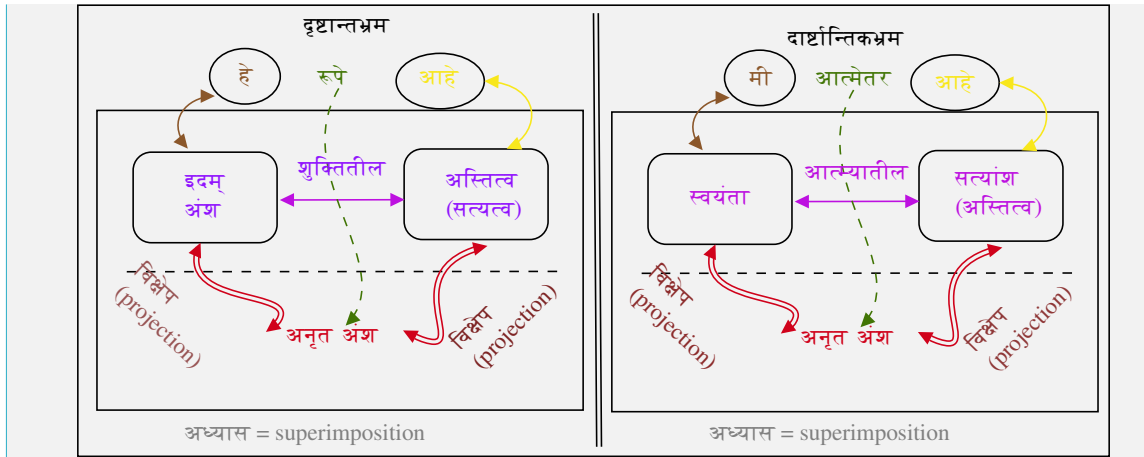 दृष्टान्तभ्रम
हे
रूपे
आहे
शुक्तितील
इदम्
अंश
अस्तित्व
(सत्यत्व)
विक्षेप
(projection)
अनृत अंश
विक्षेप
(projection)
अध्यास = superimposition
दार्ष्टान्तिकभ्रम
मी
आत्मेतर
आहे
आत्म्यातील
स्वयंता
सत्यांश
(अस्तित्व)
विक्षेप
(projection)
अनृत अंश
विक्षेप
(projection)
अध्यास = superimposition